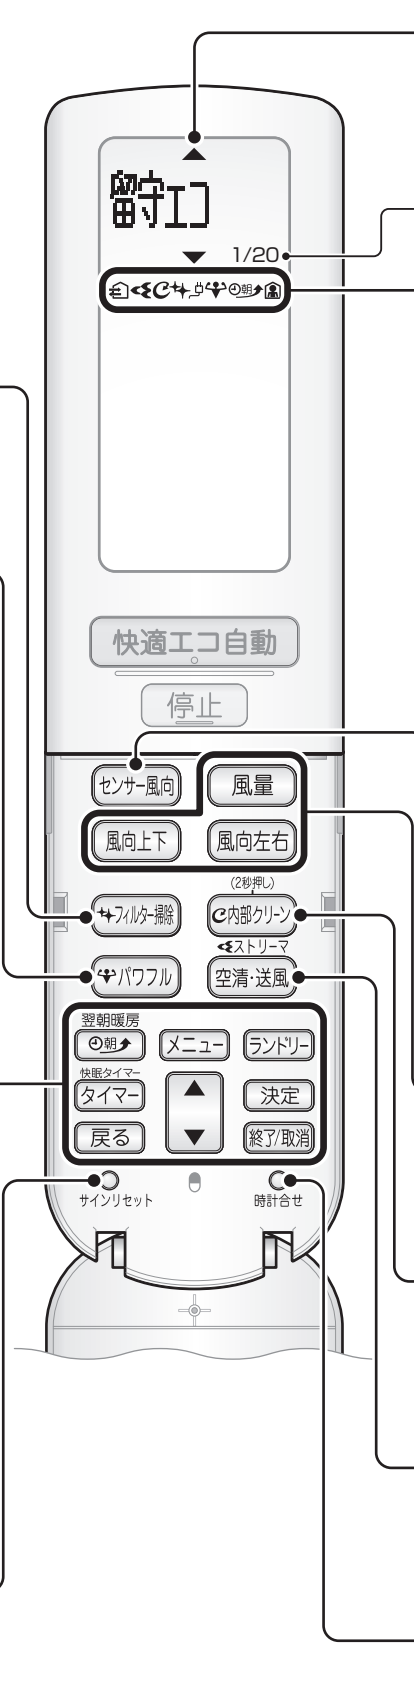 留守エコ
1/20
朝
快適エコ自動
停止
センサー風向 風量
風向上下 風向左右
(2秒押し)
フィルター掃除 内部クリーン
ストリーマ
パワフル 空清・送風
翌朝暖房
朝 メニュー ランドリー
快眠タイマー
タイマー 決定
戻る 終了/取消
サインリセット 時計合せ